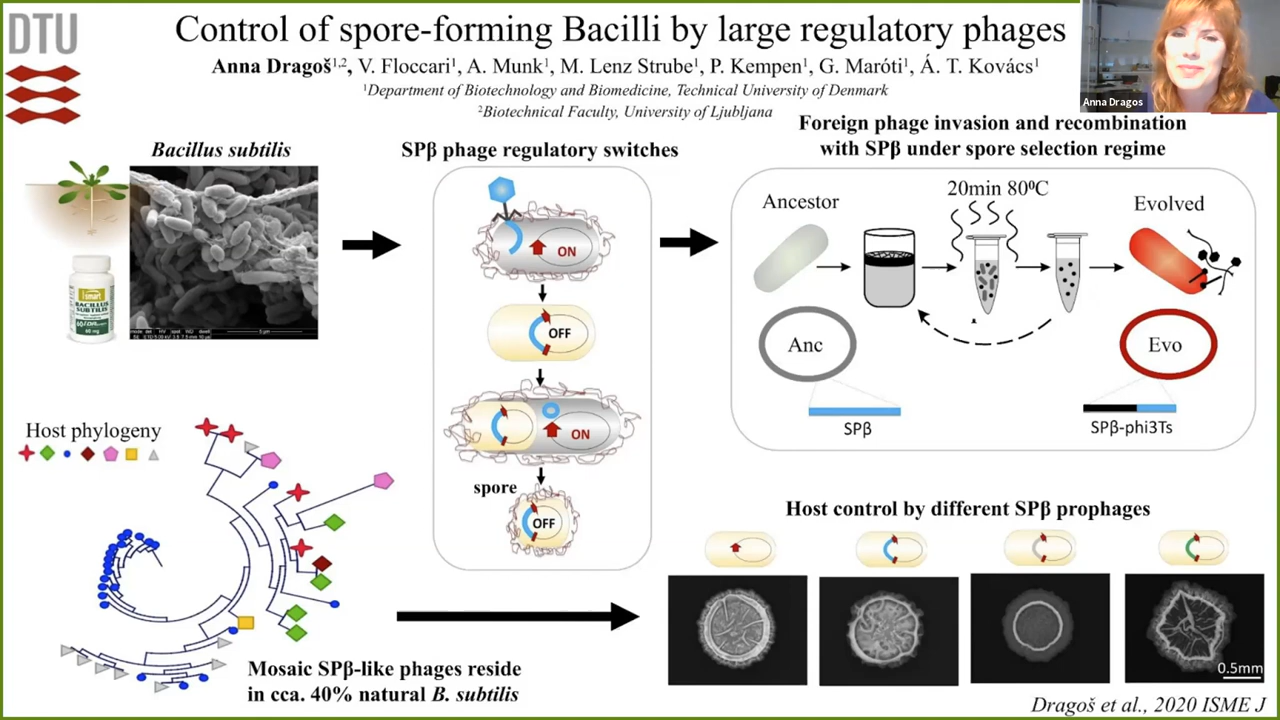 DTU
Control of spore-forming Bacilli by large regulatory phages
Anna Dragoš1,2, V. Floccari1, A. Munk1, M. Lenz Strube1, P. Kempen1, G. Maróti1, Á. T. Kovács1
1Department of Biotechnology and Biomedicine, Technical University of Denmark
2Biotechnical Faculty, University of Ljubljana
Anna Dragos
Bacillus subtilis
smart
BACILLUS
SUBTILIS
SPβ phage regulatory switches
ON
OFF
ON
spore
OFF
Foreign phage invasion and recombination
with SPβ under spore selection regime
20min 80⁰C
Ancestor
Evolved
Anc
Evo
SPβ
SPβ-phi3Ts
Host phylogeny
Mosaic SPβ-like phages reside
in cca. 40% natural B. subtilis
Host control by different SPβ prophages
0.5mm
Dragoš et al., 2020 ISME J